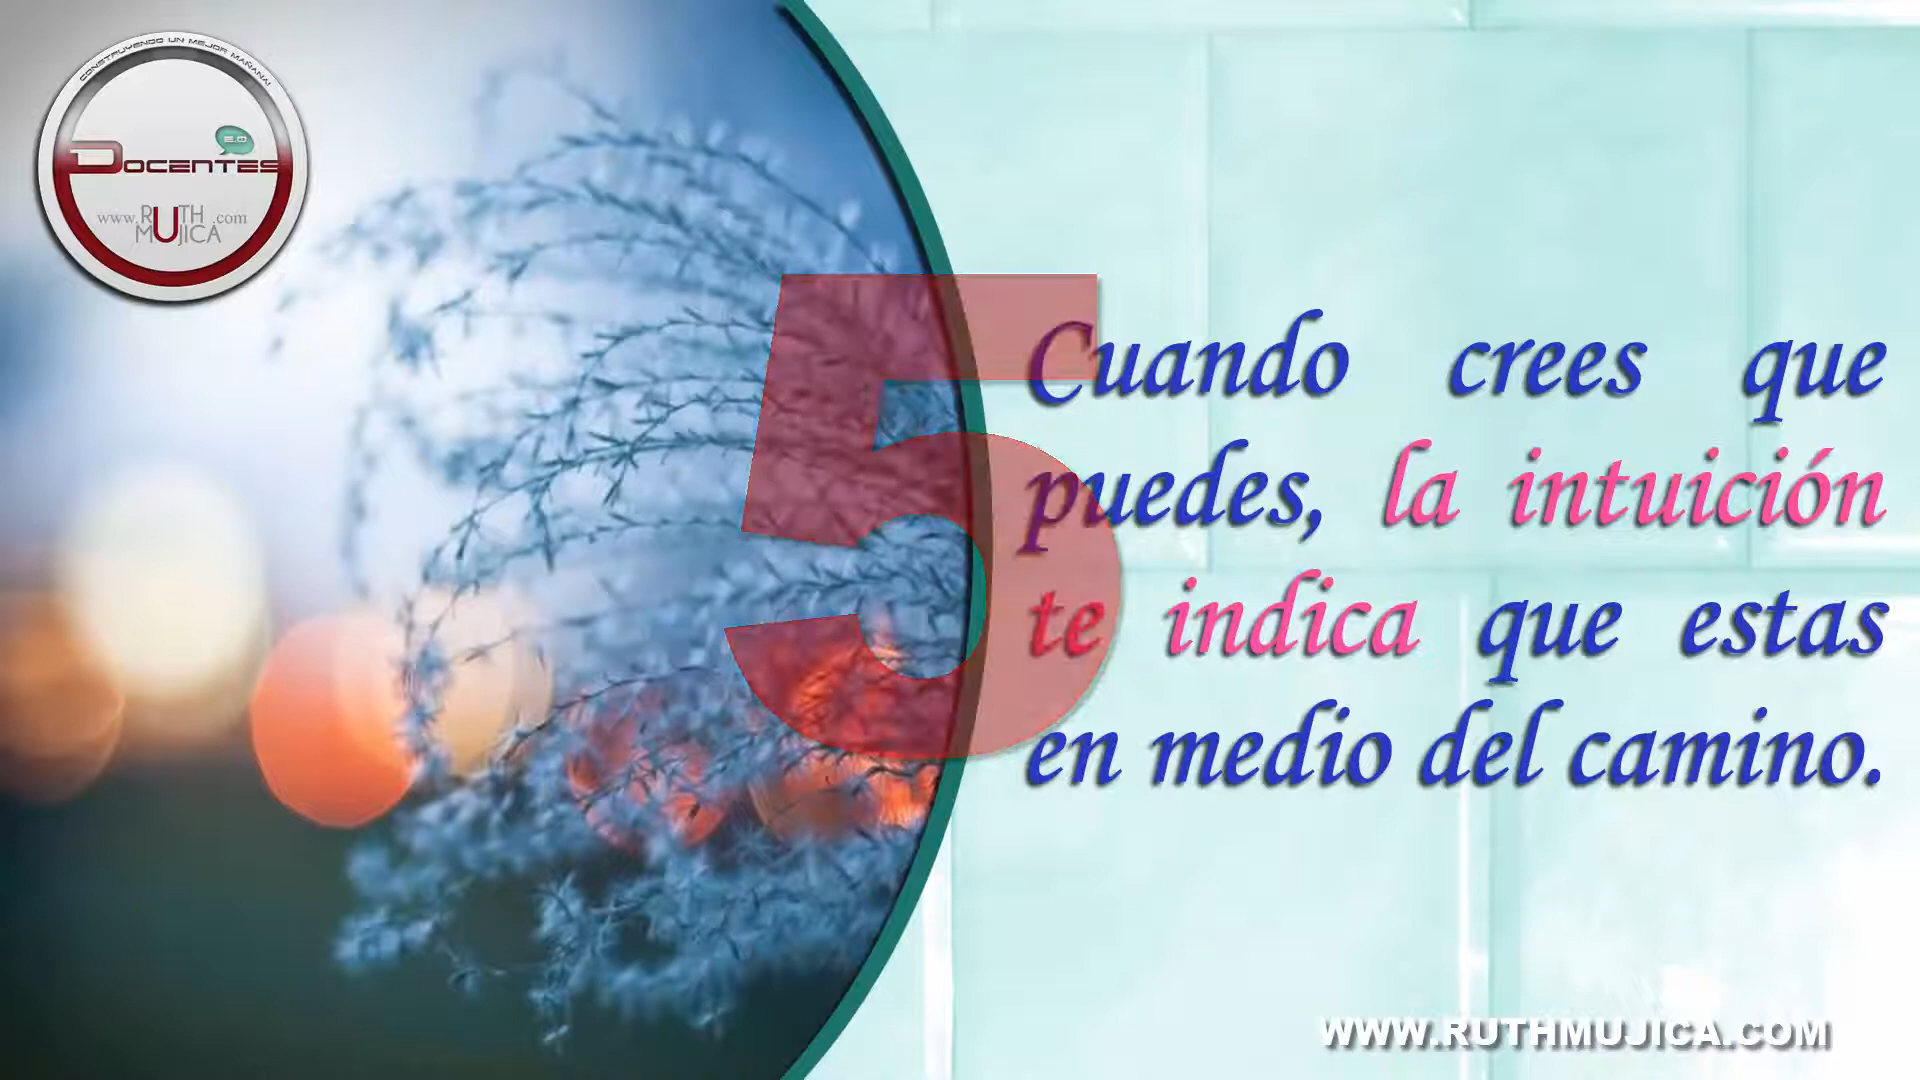 CONSTRUYENDO UN MEJOR MAÑANA!
2.0
DOCENTES
www.RUTH MUJICA.com
5
Cuando crees que
puedes, la intuición
te indica que estas
en medio del camino.
WWW.RUTHMUJICA.COM